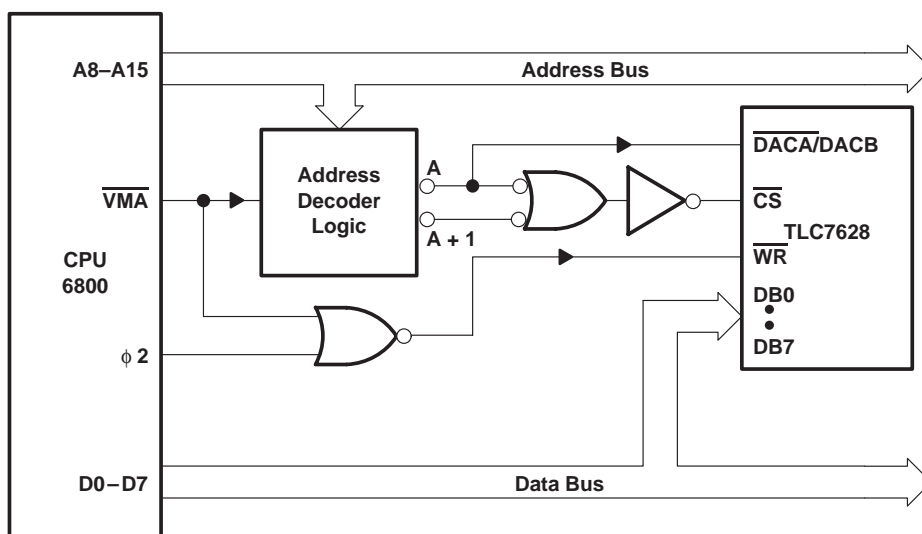 A8–A15
Address Bus
VMA
Address
Decoder
Logic
A
A + 1
DACA/DACB
CS
TLC7628
WR
CPU
6800
DB0
DB7
ϕ 2
D0–D7
Data Bus